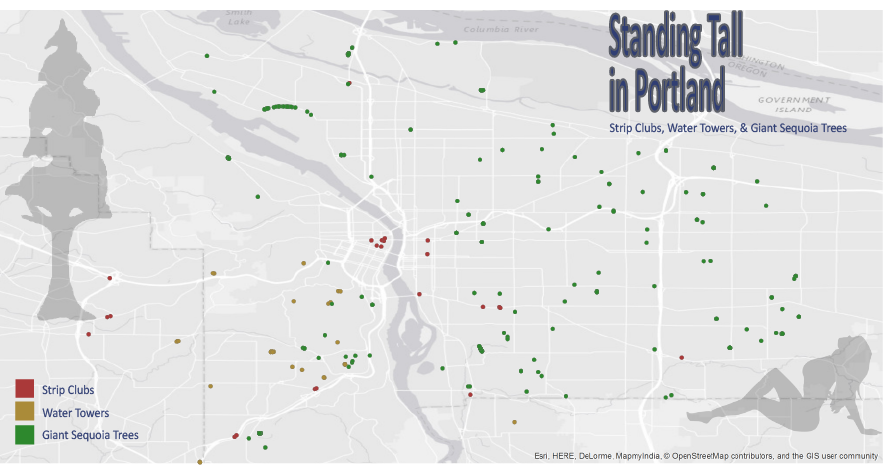 Smith
Lake
Columbia River
Standing Tall
in Portland
OREGON
GOVERNMENT
ISLAND
Strip Clubs, Water Towers, & Giant Sequoia Trees
Strip Clubs
Water Towers
Giant Sequoia Trees
Esri, HERE, DeLorme, MapmyIndia, © OpenStreetMap contributors, and the GIS user community